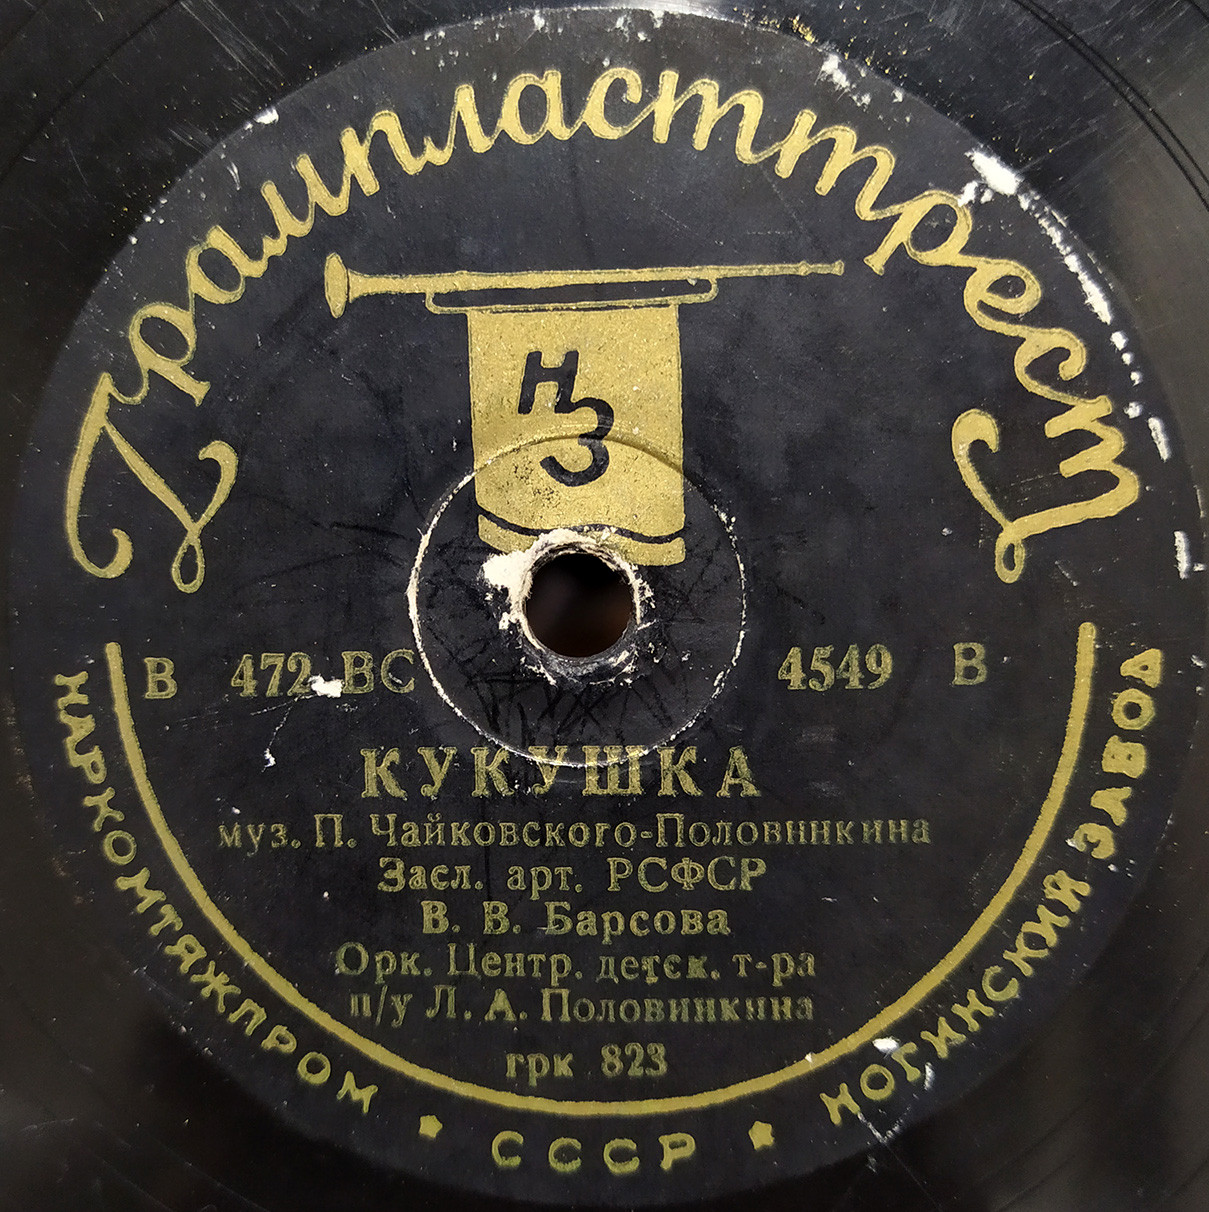 Грампласттрест
НЗ
В 472 ВС 4549 В
КУКУШКА
муз. П. Чайковского-Половинкина
Засл. арт. РСФСР
В. В. Барсова
Орк. Центр. детск. т-ра
п/у Л. А. Половинкина
грк 823
НАРКОМТЯЖПРОМ ★ СССР ★ НОГИНСКИЙ ЗАВОД